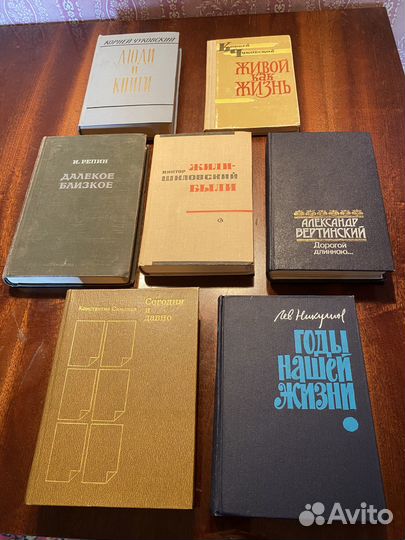 КОРНЕЙ ЧУКОВСКИЙ
ЛЮДИ
и
КНИГИ
Корней
Чуковский
ЖИВОЙ
как
ЖИЗНЬ
И. РЕПИН
ДАЛЕКОЕ
БЛИЗКОЕ
ЖИЛИ-
ВИКТОР
ШКЛОВСКИЙ
БЫЛИ
АЛЕКСАНДР
ВЕРТИНСКИЙ
Дорогой
длинною...
Константин Симонов
Сегодня
и
давно
Лев Никулин
ГОДЫ
НАШЕЙ
ЖИЗНИ
Avito